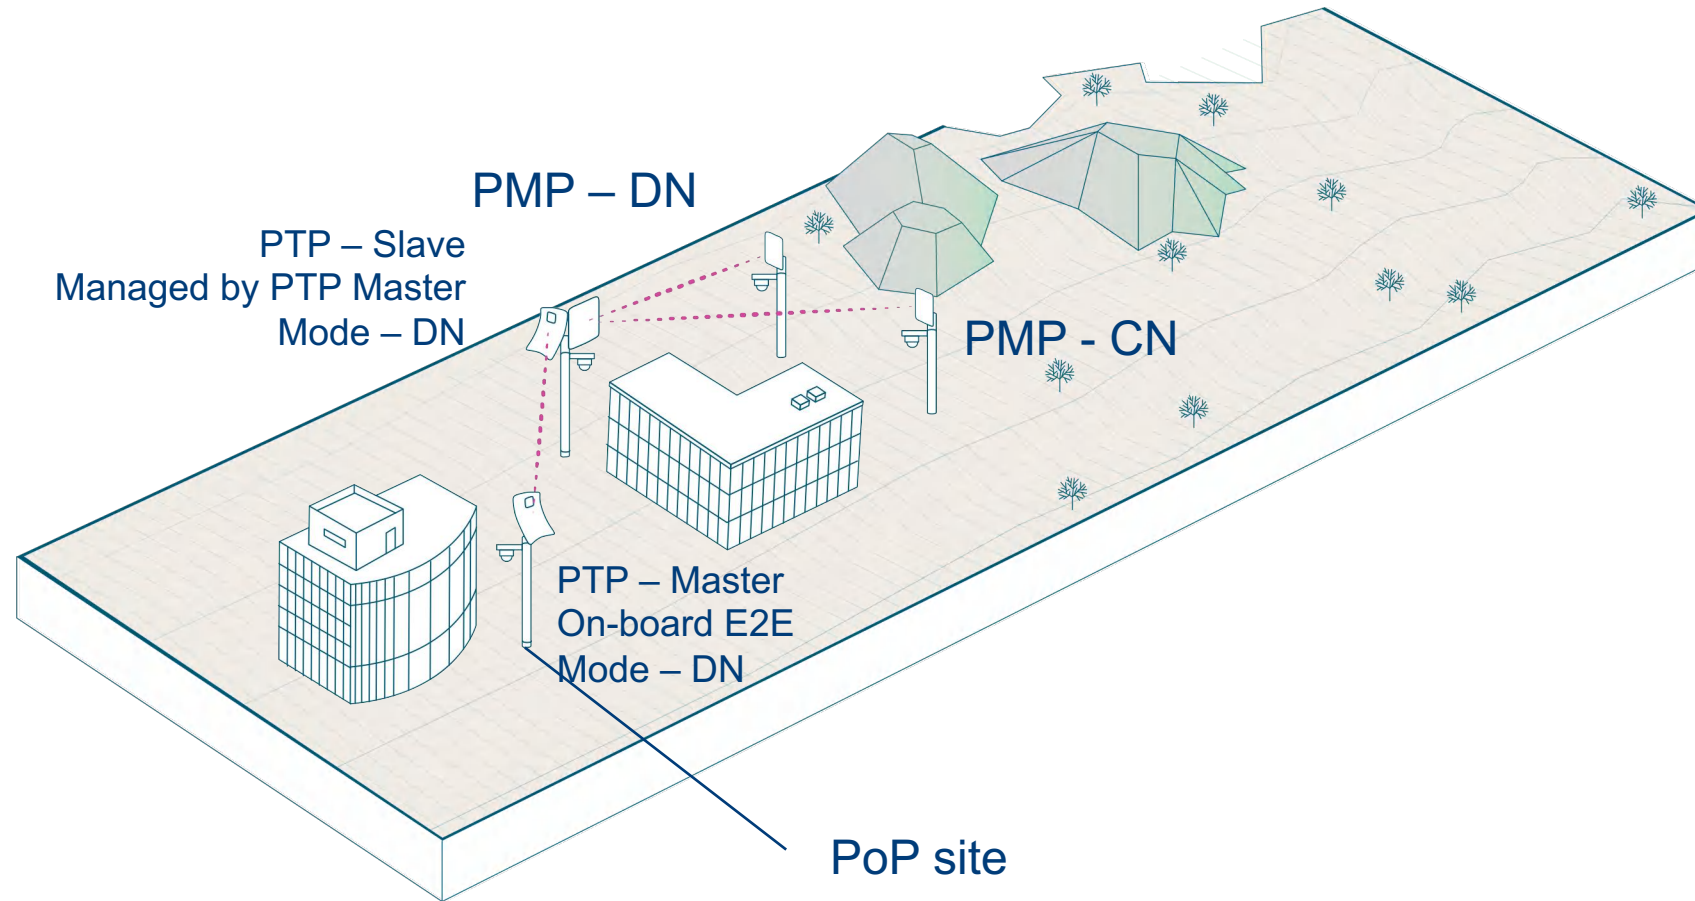 PMP – DN
PTP – Slave
Managed by PTP Master
Mode – DN
PMP - CN
PTP – Master
On-board E2E
Mode – DN
PoP site